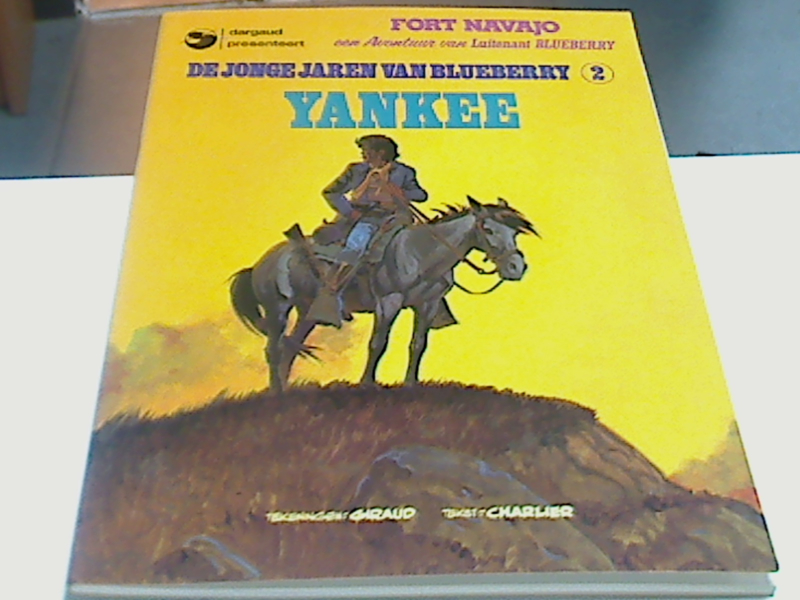 dargaud
presenteert
FORT NAVAJO
een Avontuur van Luitenant BLUEBERRY
DE JONGE JAREN VAN BLUEBERRY 2
YANKEE
TEKENINGEN: GIRAUD TEKST: CHARLIER